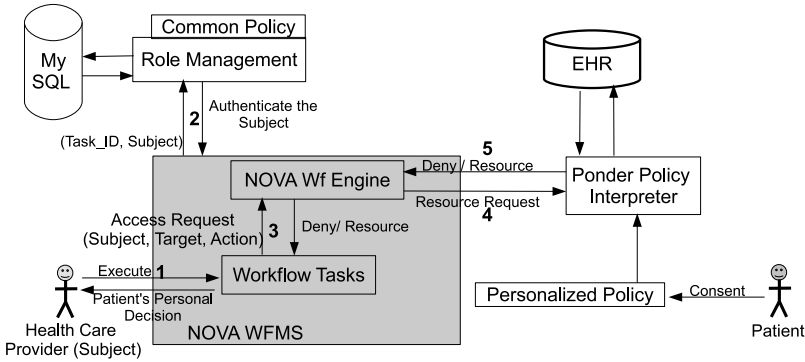 Common Policy
My
SQL
Role Management
EHR
2
Authenticate the
Subject
(Task_ID, Subject)
5
Deny / Resource
NOVA Wf Engine
Ponder Policy
Interpreter
Resource Request
4
Access Request
(Subject, Target, Action)
3
Deny/ Resource
Execute
1
Workflow Tasks
Patient's Personal
Decision
Personalized Policy
Consent
Health Care
Provider (Subject)
NOVA WFMS
Patient